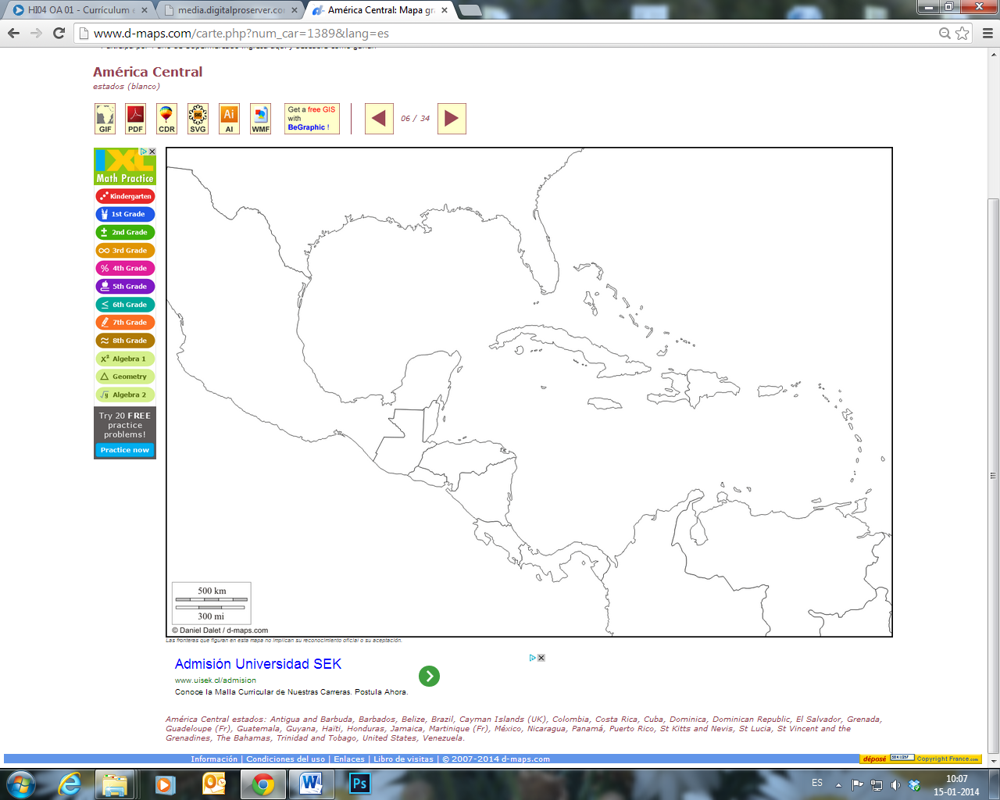 HI04 OA 01 - Currículum e
media.digitalproserver.co
América Central: Mapa gr
www.d-maps.com/carte.php?num_car=1389&lang=es
América Central
estados (blanco)
GIF
PDF
CDR
SVG
SVG
Ai
AI
WMF
Get a free GIS
with
BeGraphic !
06 / 34
IXL
Math Practice
Kindergarten
1st Grade
2nd Grade
3rd Grade
4th Grade
5th Grade
6th Grade
7th Grade
8th Grade
x² Algebra 1
Geometry
√y Algebra 2
Try 20 FREE
practice
problems!
Practice now
500 km
300 mi
© Daniel Dalet / d-maps.com
Las fronteras que figuran en esta mapa no implican su reconocimiento oficial o su aceptación.
Admisión Universidad SEK
www.uisek.cl/admision
Conoce la Malla Curricular de Nuestras Carreras. Postula Ahora.
América Central estados: Antigua and Barbuda, Barbados, Belize, Brazil, Cayman Islands (UK), Colombia, Costa Rica, Cuba, Dominica, Dominican Republic, El Salvador, Grenada,
Guadeloupe (Fr), Guatemala, Guyana, Haïti, Honduras, Jamaica, Martinique (Fr), México, Nicaragua, Panamá, Puerto Rico, St Kitts and Nevis, St Lucia, St Vincent and the
Grenadines, The Bahamas, Trinidad and Tobago, United States, Venezuela.
Información | Condiciones del uso | Enlaces | Libro de visitas | © 2007-2014 d-maps.com
déposé
Copyright France.com
W
Ps
ES
10:07
15-01-2014